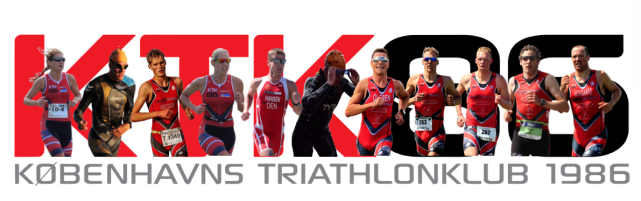 KTK86
HANSEN
DEN
KØBENHAVNS TRIATHLONKLUB 1986